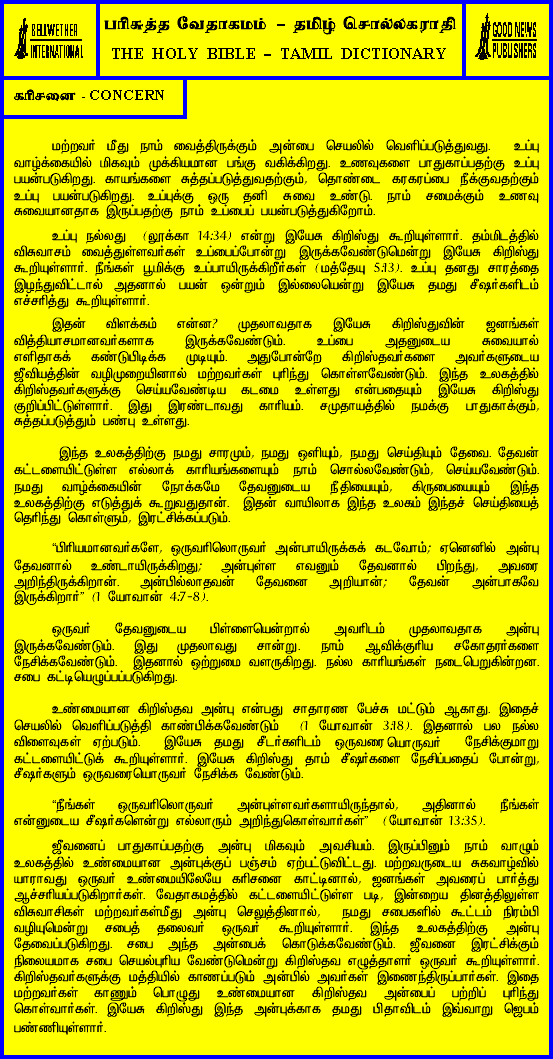 BELLWETHER
INTERNATIONAL
பரிசுத்த வேதாகமம் – தமிழ் சொல்லகராதி
THE HOLY BIBLE – TAMIL DICTIONARY
GOOD NEWS
PUBLISHERS
கரிசனை - CONCERN
மற்றவர் மீது நாம் வைத்திருக்கும் அன்பை செயலில் வெளிப்படுத்துவது. உப்பு
வாழ்க்கையில் மிகவும் முக்கியமான பங்கு வகிக்கிறது. உணவுகளை பாதுகாப்பதற்கு உப்பு
பயன்படுகிறது. காயங்களை சுத்தப்படுத்துவதற்கும், தொண்டை கரகரப்பை நீக்குவதற்கும்
உப்பு பயன்படுகிறது. உப்புக்கு ஒரு தனி சுவை உண்டு. நாம் சமைக்கும் உணவு
சுவையானதாக இருப்பதற்கு நாம் உப்பைப் பயன்படுத்துகிறோம்.
உப்பு நல்லது (லூக்கா 14:34) என்று இயேசு கிறிஸ்து கூறியுள்ளார். தம்மிடத்தில்
விசுவாசம் வைத்துள்ளவர்கள் உப்பைப்போன்று இருக்கவேண்டுமென்று இயேசு கிறிஸ்து
கூறியுள்ளார். நீங்கள் பூமிக்கு உப்பாயிருக்கிறீர்கள் (மத்தேயு 5:13). உப்பு தனது சாரத்தை
இழந்துவிட்டால் அதனால் பயன் ஒன்றும் இல்லையென்று இயேசு தமது சீஷர்களிடம்
எச்சரித்து கூறியுள்ளார்.
இதன் விளக்கம் என்ன? முதலாவதாக இயேசு கிறிஸ்துவின் ஜனங்கள்
வித்தியாசமானவர்களாக இருக்கவேண்டும். உப்பை அதனுடைய சுவையால்
எளிதாகக் கண்டுபிடிக்க முடியும். அதுபோன்றே கிறிஸ்தவர்களை அவர்களுடைய
ஜீவியத்தின் வழிமுறையினால் மற்றவர்கள் புரிந்து கொள்ளவேண்டும். இந்த உலகத்தில்
கிறிஸ்தவர்களுக்கு செய்யவேண்டிய கடமை உள்ளது என்பதையும் இயேசு கிறிஸ்து
குறிப்பிட்டுள்ளார். இது இரண்டாவது காரியம். சமுதாயத்தில் நமக்கு பாதுகாக்கும்,
சுத்தப்படுத்தும் பண்பு உள்ளது.
இந்த உலகத்திற்கு நமது சாரமும், நமது ஒளியும், நமது செய்தியும் தேவை. தேவன்
கட்டளையிட்டுள்ள எல்லாக் காரியங்களையும் நாம் சொல்லவேண்டும், செய்யவேண்டும்.
நமது வாழ்க்கையின் நோக்கமே தேவனுடைய நீதியையும், கிருபையையும் இந்த
உலகத்திற்கு எடுத்துக் கூறுவதுதான். இதன் வாயிலாக இந்த உலகம் இந்தச் செய்தியைத்
தெரிந்து கொள்ளும், இரட்சிக்கப்படும்.
“பிரியமானவர்களே, ஒருவரிலொருவர் அன்பாயிருக்கக் கடவோம்; ஏனெனில் அன்பு
தேவனால் உண்டாயிருக்கிறது; அன்புள்ள எவனும் தேவனால் பிறந்து, அவரை
அறிந்திருக்கிறான். அன்பில்லாதவன் தேவனை அறியான்; தேவன் அன்பாகவே
இருக்கிறார்” (1 யோவான் 4:7-8).
ஒருவர் தேவனுடைய பிள்ளையென்றால் அவரிடம் முதலாவதாக அன்பு
இருக்கவேண்டும். இது முதலாவது சான்று. நாம் ஆவிக்குரிய சகோதரர்களை
நேசிக்கவேண்டும். இதனால் ஒற்றுமை வளருகிறது. நல்ல காரியங்கள் நடைபெறுகின்றன.
சபை கட்டியெழுப்பப்படுகிறது.
உண்மையான கிறிஸ்தவ அன்பு என்பது சாதாரண பேச்சு மட்டும் ஆகாது. இதைச்
செயலில் வெளிப்படுத்தி காண்பிக்கவேண்டும் (1 யோவான் 3:18). இதனால் பல நல்ல
விளைவுகள் ஏற்படும். இயேசு தமது சீடர்களிடம் ஒருவரையொருவர் நேசிக்குமாறு
கட்டளையிட்டுக் கூறியுள்ளார். இயேசு கிறிஸ்து தாம் சீஷர்களை நேசிப்பதைப் போன்று,
சீஷர்களும் ஒருவரையொருவர் நேசிக்க வேண்டும்.
“நீங்கள் ஒருவரிலொருவர் அன்புள்ளவர்களாயிருந்தால், அதினால் நீங்கள்
என்னுடைய சீஷர்களென்று எல்லாரும் அறிந்துகொள்வார்கள்” (யோவான் 13:35).
ஜீவனைப் பாதுகாப்பதற்கு அன்பு மிகவும் அவசியம். இருப்பினும் நாம் வாழும்
உலகத்தில் உண்மையான அன்புக்குப் பஞ்சம் ஏற்பட்டுவிட்டது. மற்றவருடைய சுகவாழ்வில்
யாராவது ஒருவர் உண்மையிலேயே கரிசனை காட்டினால், ஜனங்கள் அவரைப் பார்த்து
ஆச்சரியப்படுகிறார்கள். வேதாகமத்தில் கட்டளையிட்டுள்ள படி, இன்றைய தினத்திலுள்ள
விசுவாசிகள் மற்றவர்கள்மீது அன்பு செலுத்தினால், நமது சபைகளில் கூட்டம் நிரம்பி
வழியுமென்று சபைத் தலைவர் ஒருவர் கூறியுள்ளார். இந்த உலகத்திற்கு அன்பு
தேவைப்படுகிறது. சபை அந்த அன்பைக் கொடுக்கவேண்டும். ஜீவனை இரட்சிக்கும்
நிலையமாக சபை செயல்புரிய வேண்டுமென்று கிறிஸ்தவ எழுத்தாளர் ஒருவர் கூறியுள்ளார்.
கிறிஸ்தவர்களுக்கு மத்தியில் காணப்படும் அன்பில் அவர்கள் இணைந்திருப்பார்கள். இதை
மற்றவர்கள் காணும் பொழுது உண்மையான கிறிஸ்தவ அன்பைப் பற்றிப் புரிந்து
கொள்வார்கள். இயேசு கிறிஸ்து இந்த அன்புக்காக தமது பிதாவிடம் இவ்வாறு ஜெபம்
பண்ணியுள்ளார்.